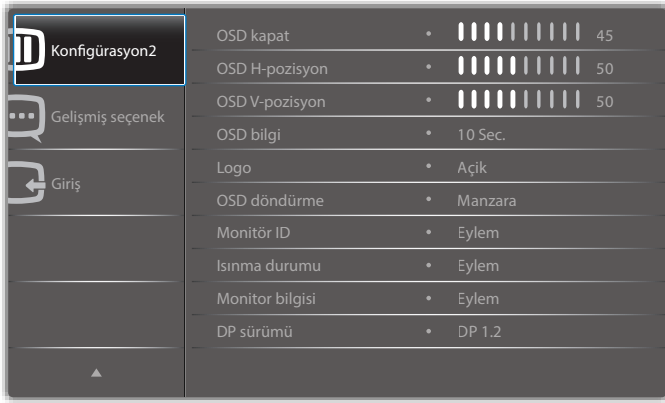 Konfigürasyon2
Gelişmiş seçenek
Giriş
OSD kapat • 45
OSD H-pozisyon • 50
OSD V-pozisyon • 50
OSD bilgi • 10 Sec.
Logo • Açik
OSD döndürme • Manzara
Monitör ID • Eylem
Isınma durumu • Eylem
Monitor bilgisi • Eylem
DP sürümü • DP 1.2